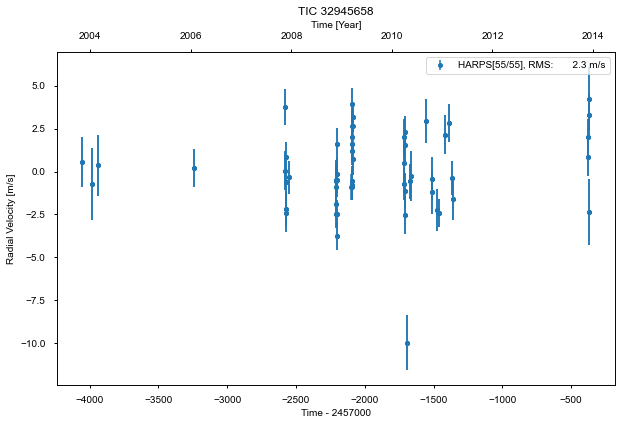 TIC 32945658
Time [Year]
2004 2006 2008 2010 2012 2014
HARPS[55/55], RMS: 2.3 m/s
5.0
2.5
0.0
−2.5
−5.0
−7.5
−10.0
Radial Velocity [m/s]
−4000 −3500 −3000 −2500 −2000 −1500 −1000 −500
Time - 2457000